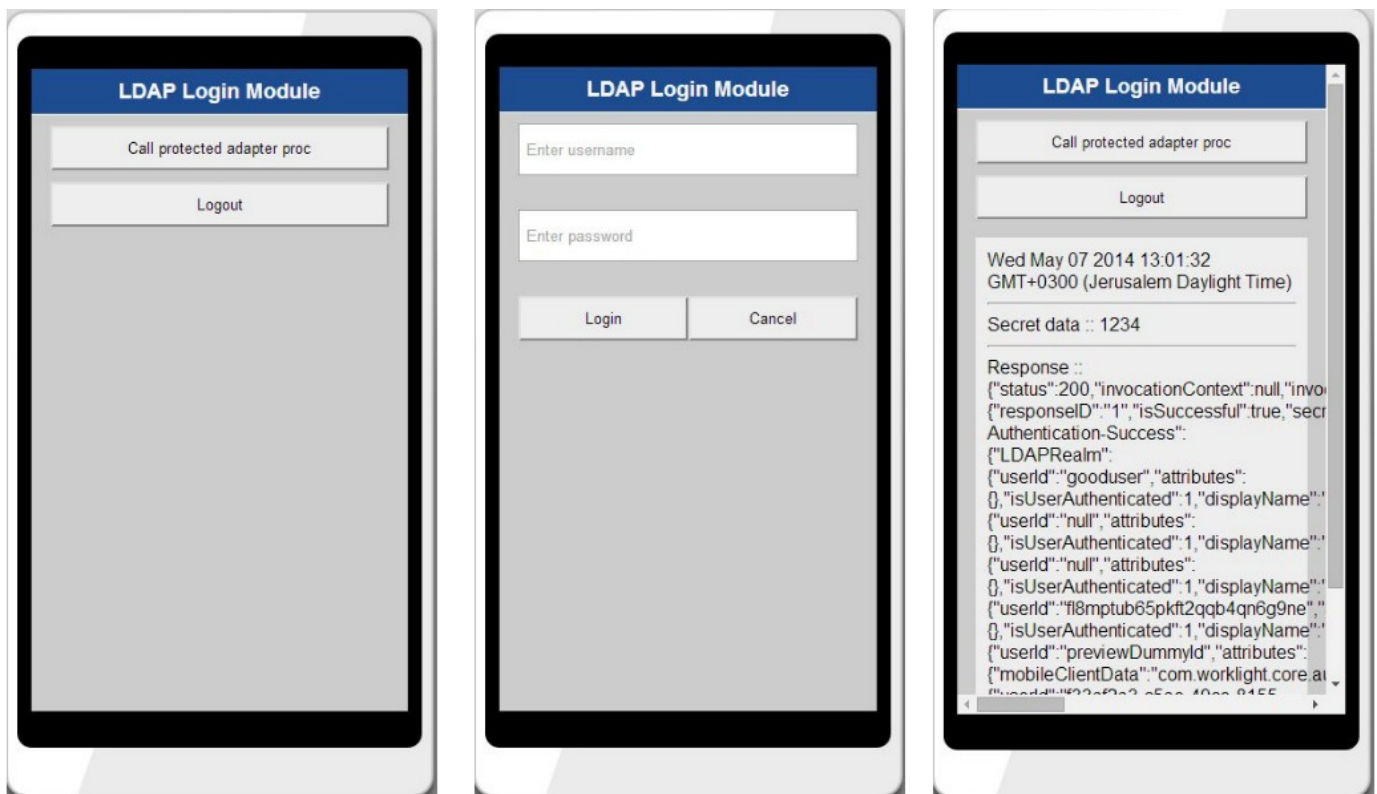 LDAP Login Module
Call protected adapter proc
Logout
LDAP Login Module
Enter username
Enter password
Login
Cancel
LDAP Login Module
Call protected adapter proc
Logout
Wed May 07 2014 13:01:32
GMT+0300 (Jerusalem Daylight Time)
Secret data :: 1234
Response ::
{"status":200,"invocationContext":null,"invo
{"responseID":"1","isSuccessful":true,"secr
Authentication-Success":
{"LDAPRealm":
{"userId":"gooduser","attributes":
{},"isUserAuthenticated":1,"displayName":"
{"userId":"null","attributes":
{},"isUserAuthenticated":1,"displayName":"
{"userId":"null","attributes":
{},"isUserAuthenticated":1,"displayName":"
{"userId":"fl8mptub65pkft2qqb4qn6g9ne","
{},"isUserAuthenticated":1,"displayName":"
{"userId":"previewDummyId","attributes":
{"mobileClientData":"com.worklight.core.au